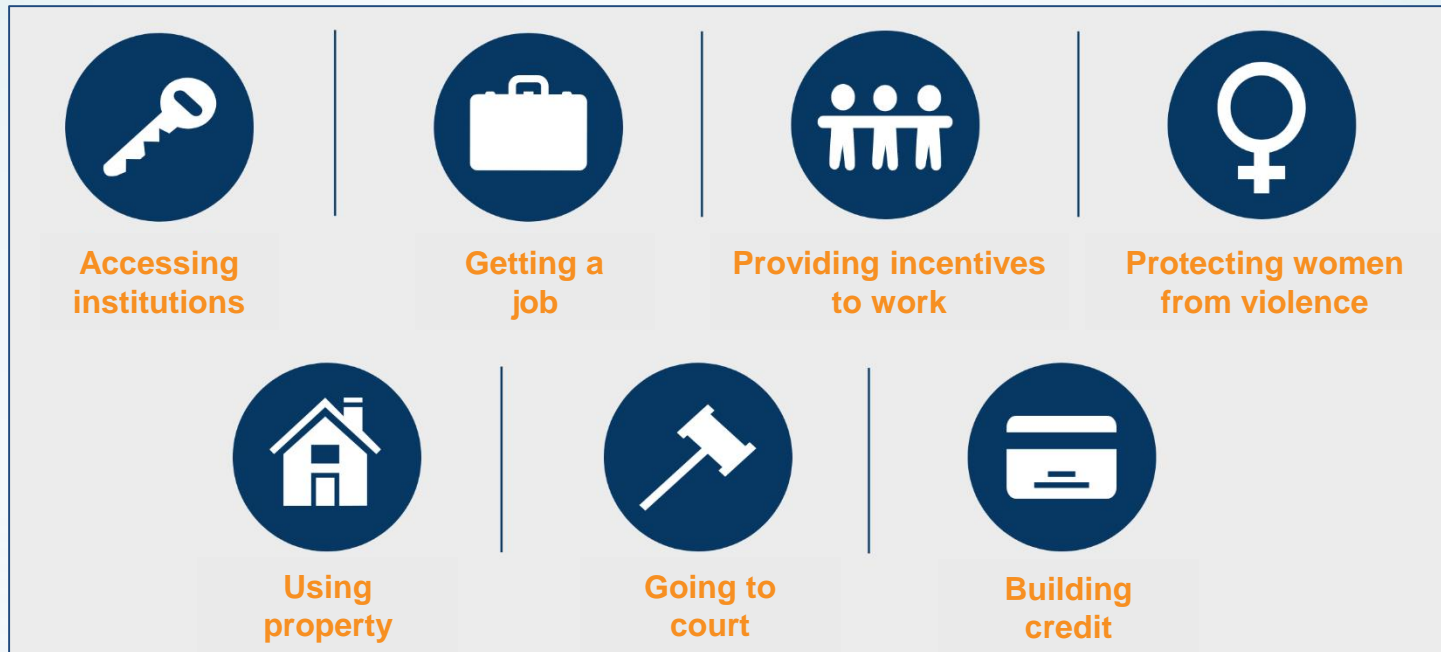 Accessing
institutions
Getting a
job
Providing incentives
to work
Protecting women
from violence
Using
property
Going to
court
Building
credit